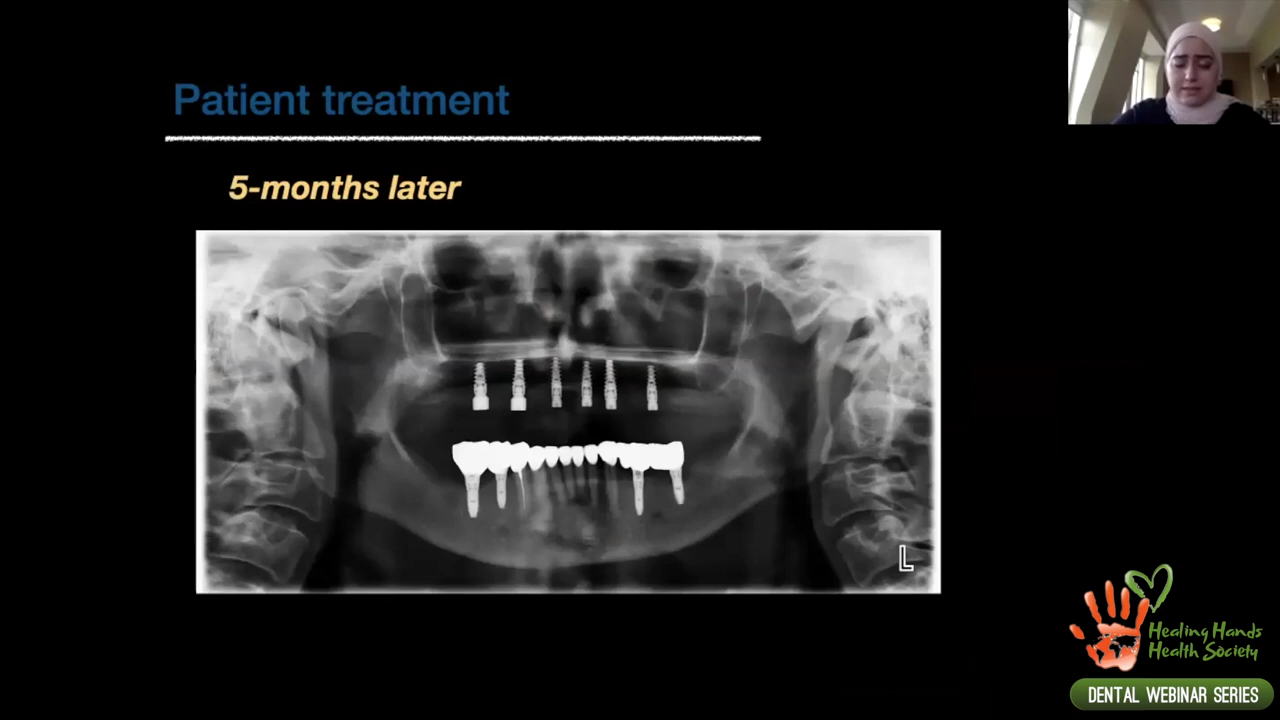 Patient treatment
5-months later
L
Healing Hands
Health Society
DENTAL WEBINAR SERIES